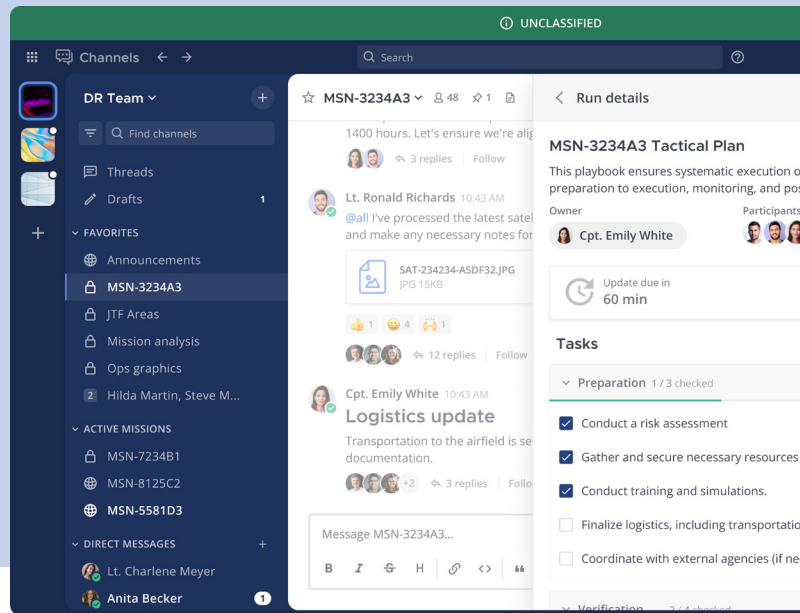 UNCLASSIFIED
Channels
Search
DR Team
Find channels
Threads
Drafts 1
FAVORITES
Announcements
MSN-3234A3
JTF Areas
Mission analysis
Ops graphics
2 Hilda Martin, Steve M...
ACTIVE MISSIONS
MSN-7234B1
MSN-8125C2
MSN-5581D3
DIRECT MESSAGES
Lt. Charlene Meyer
Anita Becker 1
MSN-3234A3 48 1
1400 hours. Let's ensure we're alig
3 replies Follow
Lt. Ronald Richards 10:43 AM
@all I've processed the latest satel
and make any necessary notes for
SAT-234234-ASDF32.JPG
JPG 15KB
1 4 1
12 replies Follow
Cpt. Emily White 10:43 AM
Logistics update
Transportation to the airfield is se
documentation.
+2 3 replies Follo
Message MSN-3234A3...
B I S H
Run details
MSN-3234A3 Tactical Plan
This playbook ensures systematic execution o
preparation to execution, monitoring, and pos
Owner Participants
Cpt. Emily White
Update due in
60 min
Tasks
Preparation 1 / 3 checked
Conduct a risk assessment
Gather and secure necessary resources
Conduct training and simulations.
Finalize logistics, including transportatio
Coordinate with external agencies (if ne
Verification 2 / 4 checked